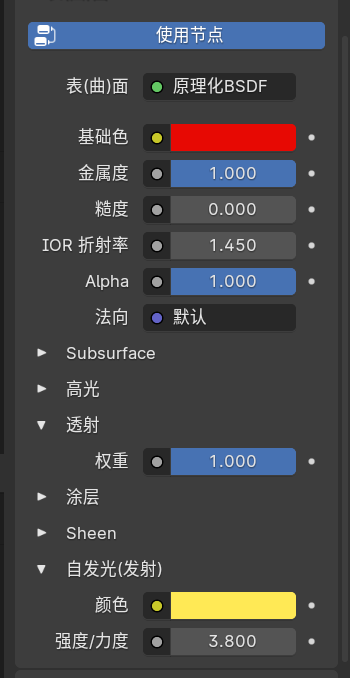 使用节点
表(曲)面 原理化BSDF
基础色
金属度 1.000
糙度 0.000
IOR 折射率 1.450
Alpha 1.000
法向 默认
Subsurface
高光
透射
权重 1.000
涂层
Sheen
自发光(发射)
颜色
强度/力度 3.800